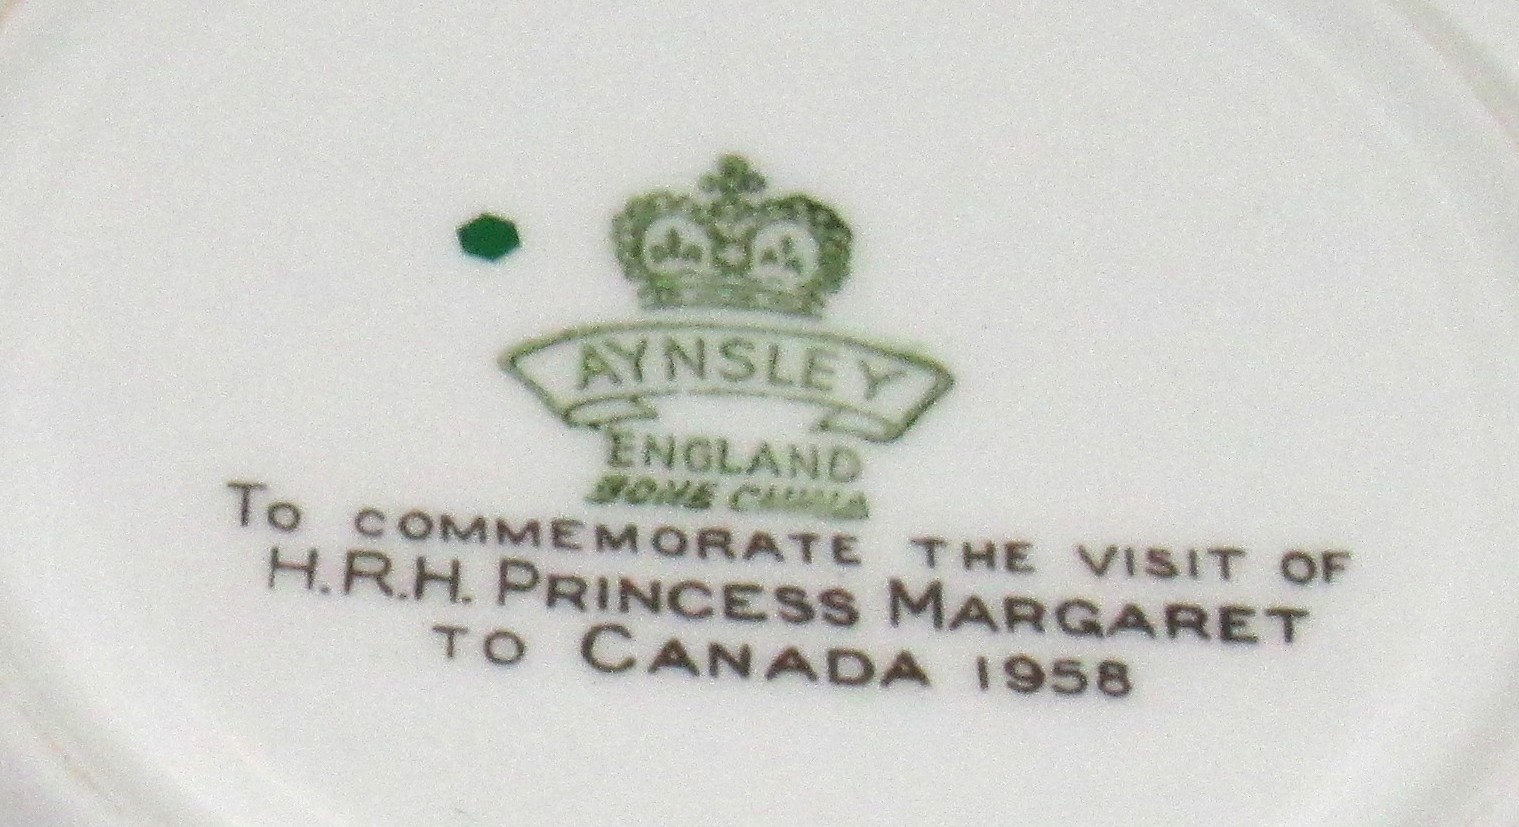 AYNSLEY
ENGLAND
BONE CHINA
To COMMEMORATE THE VISIT OF
H.R.H. PRINCESS MARGARET
TO CANADA 1958